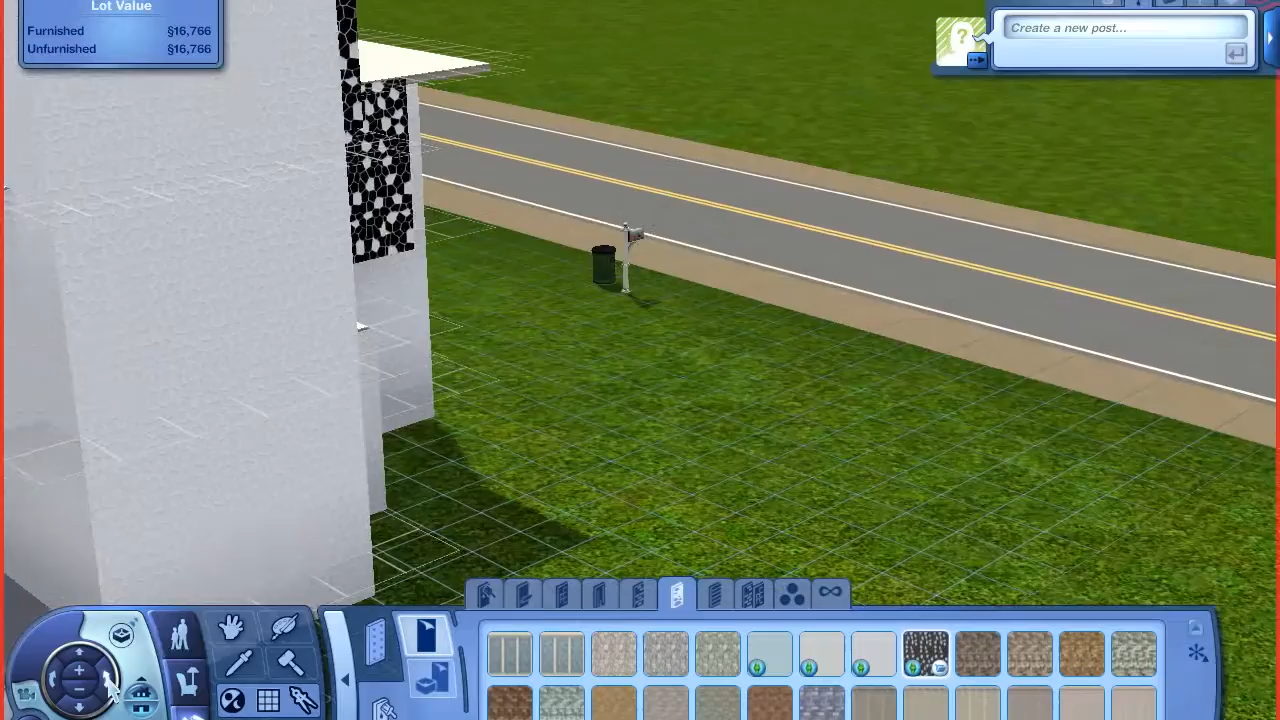 Lot Value
Furnished §16,766
Unfurnished §16,766
Create a new post...